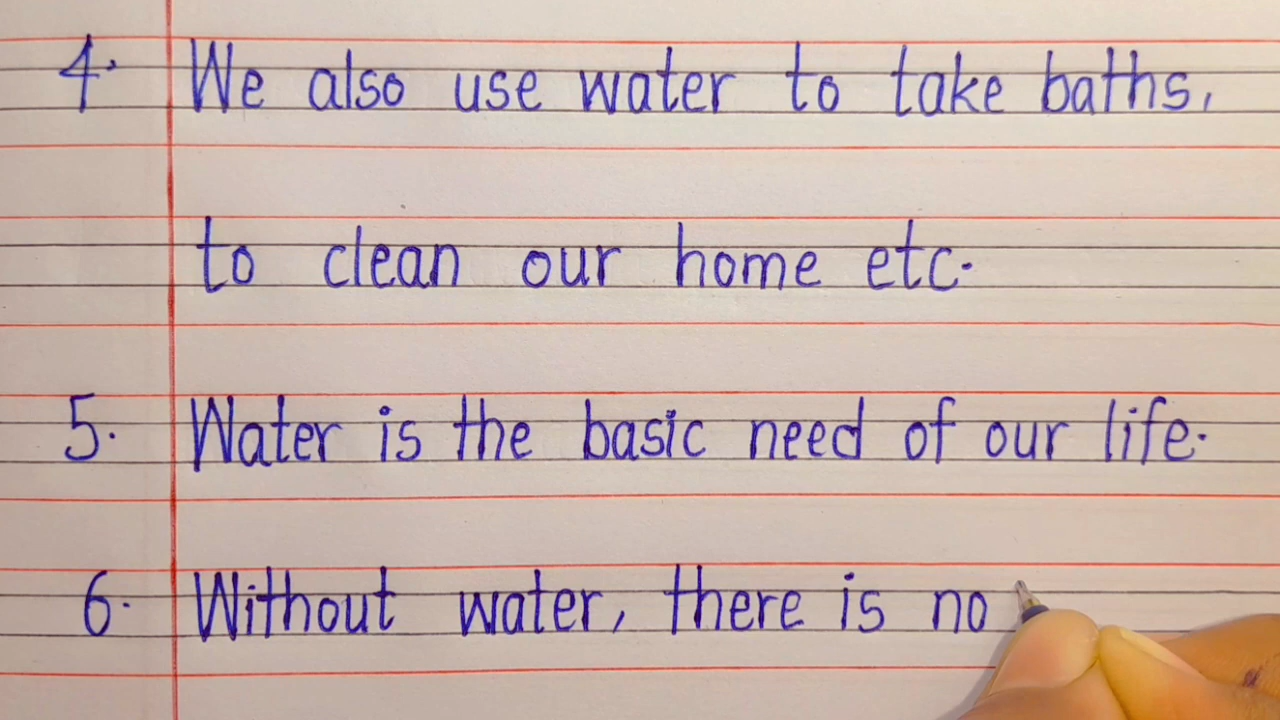 4. We also use water to take baths,
to clean our home etc.
5. Water is the basic need of our life.
6. Without water, there is no